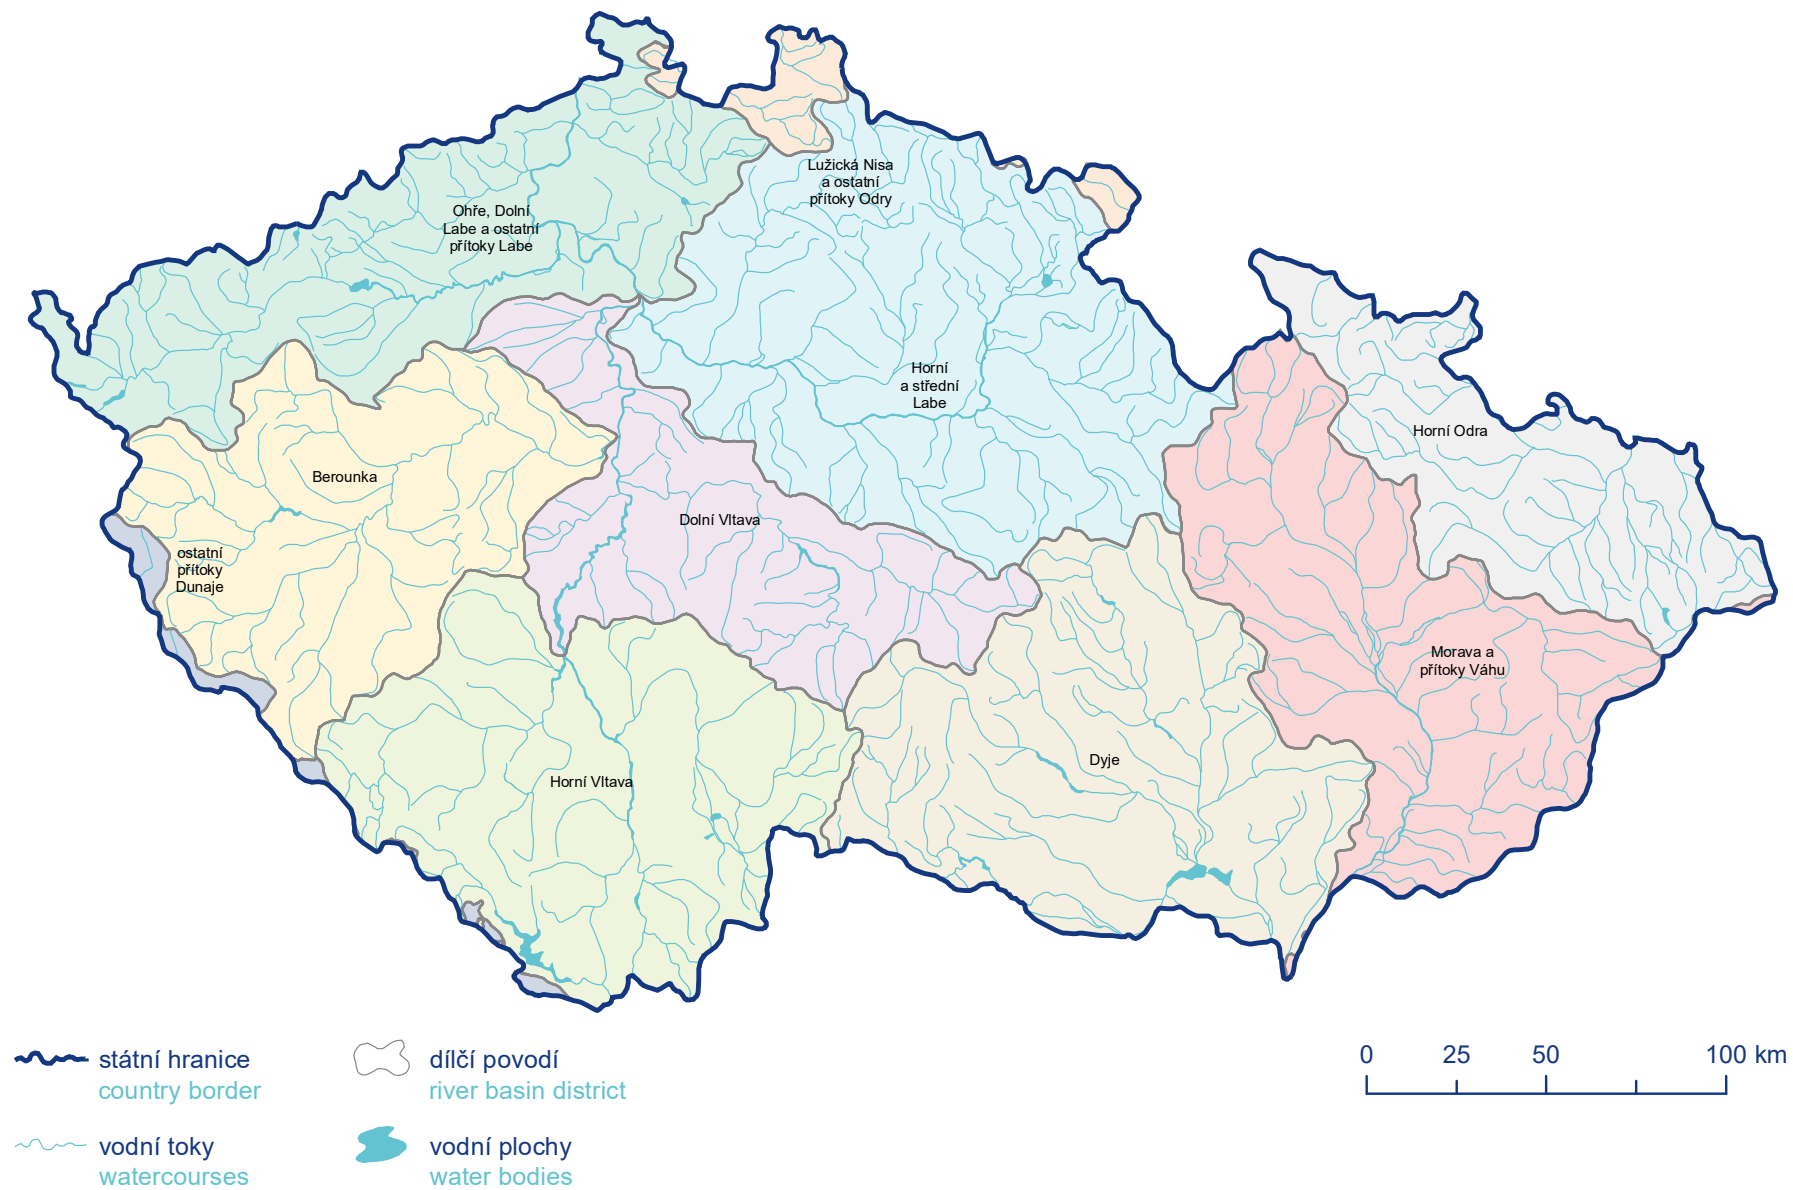 Lužická Nisa
a ostatní
přítoky Odry
Ohře, Dolní
Labe a ostatní
přítoky Labe
Horní
a střední
Labe
Horní Odra
Berounka
Dolní Vltava
ostatní
přítoky
Dunaje
Morava a
přítoky Váhu
Dyje
Horní Vltava
státní hranice
country border
dílčí povodí
river basin district
0 25 50 100 km
vodní toky
watercourses
vodní plochy
water bodies